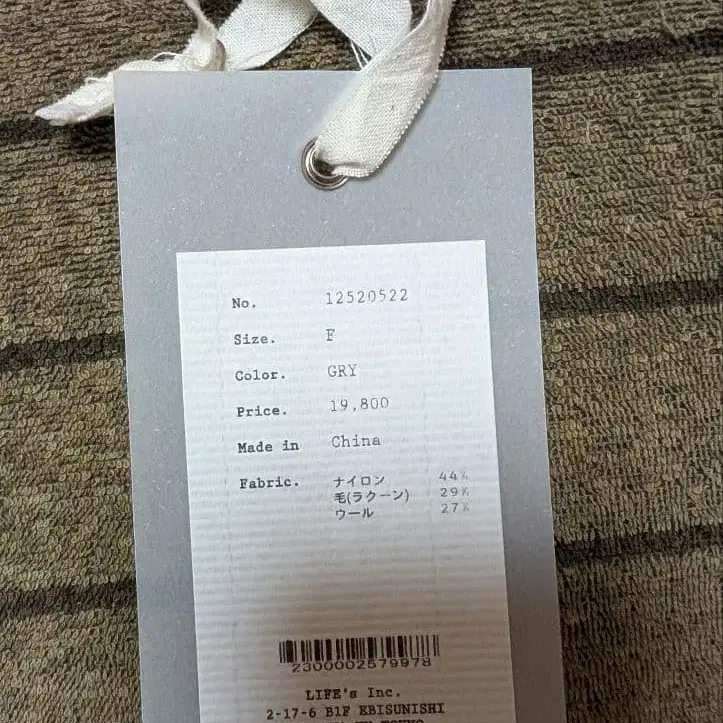 No. 12520522
Size. F
Color. GRY
Price. 19,800
Made in China
Fabric. ナイロン 44%
毛(ラクーン) 29%
ウール 27%
2300002579978
LIFE's Inc.
2-17-6 B1F EBISUNISHI